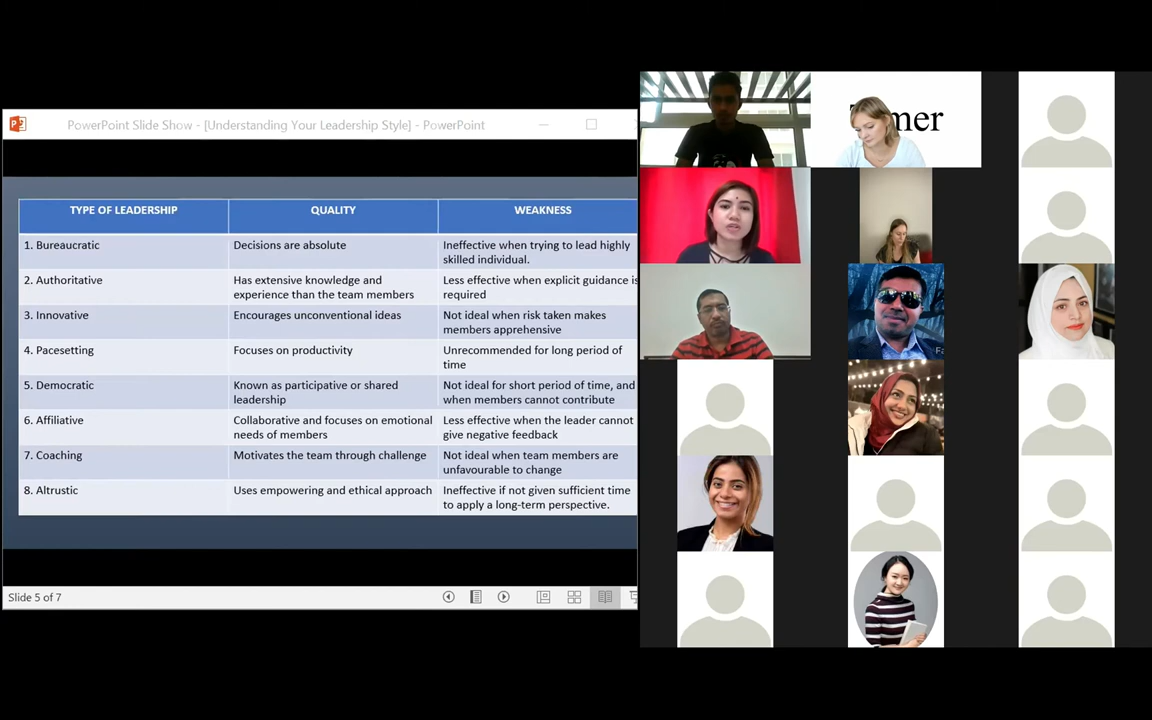 PowerPoint Slide Show - [Understanding Your Leadership Style] - PowerPoint
TYPE OF LEADERSHIP QUALITY WEAKNESS
1. Bureaucratic Decisions are absolute Ineffective when trying to lead highly
skilled individual.
2. Authoritative Has extensive knowledge and Less effective when explicit guidance is
experience than the team members required
3. Innovative Encourages unconventional ideas Not ideal when risk taken makes
members apprehensive
4. Pacesetting Focuses on productivity Unrecommended for long period of
time
5. Democratic Known as participative or shared Not ideal for short period of time, and
leadership when members cannot contribute
6. Affiliative Collaborative and focuses on emotional Less effective when the leader cannot
needs of members give negative feedback
7. Coaching Motivates the team through challenge Not ideal when team members are
unfavourable to change
8. Altrustic Uses empowering and ethical approach Ineffective if not given sufficient time
to apply a long-term perspective.
Slide 5 of 7